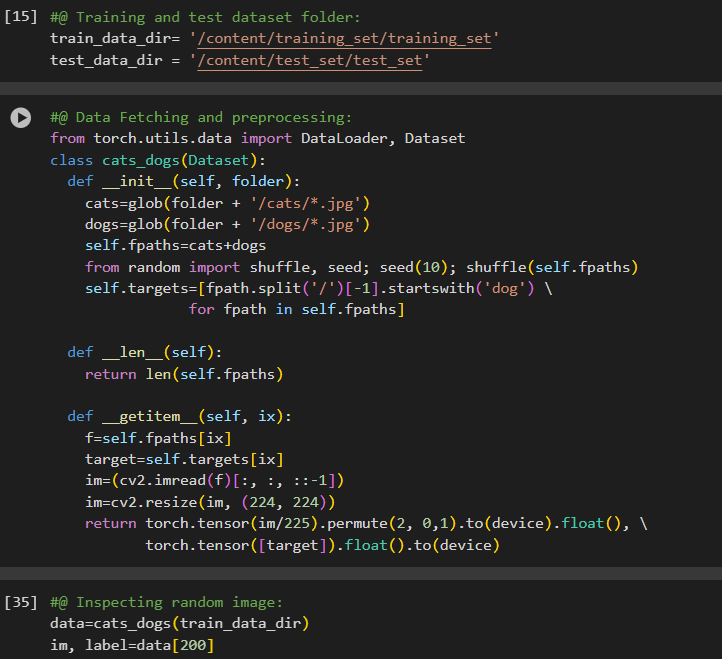 [15] #@ Training and test dataset folder:
train_data_dir= '/content/training_set/training_set'
test_data_dir = '/content/test_set/test_set'
#@ Data Fetching and preprocessing:
from torch.utils.data import DataLoader, Dataset
class cats_dogs(Dataset):
  def __init__(self, folder):
    cats=glob(folder + '/cats/*.jpg')
    dogs=glob(folder + '/dogs/*.jpg')
    self.fpaths=cats+dogs
    from random import shuffle, seed; seed(10); shuffle(self.fpaths)
    self.targets=[fpath.split('/')[-1].startswith('dog') \
                for fpath in self.fpaths]
  def __len__(self):
    return len(self.fpaths)
  def __getitem__(self, ix):
    f=self.fpaths[ix]
    target=self.targets[ix]
    im=(cv2.imread(f)[:, :, ::-1])
    im=cv2.resize(im, (224, 224))
    return torch.tensor(im/225).permute(2, 0,1).to(device).float(), \
           torch.tensor([target]).float().to(device)
[35] #@ Inspecting random image:
data=cats_dogs(train_data_dir)
im, label=data[200]